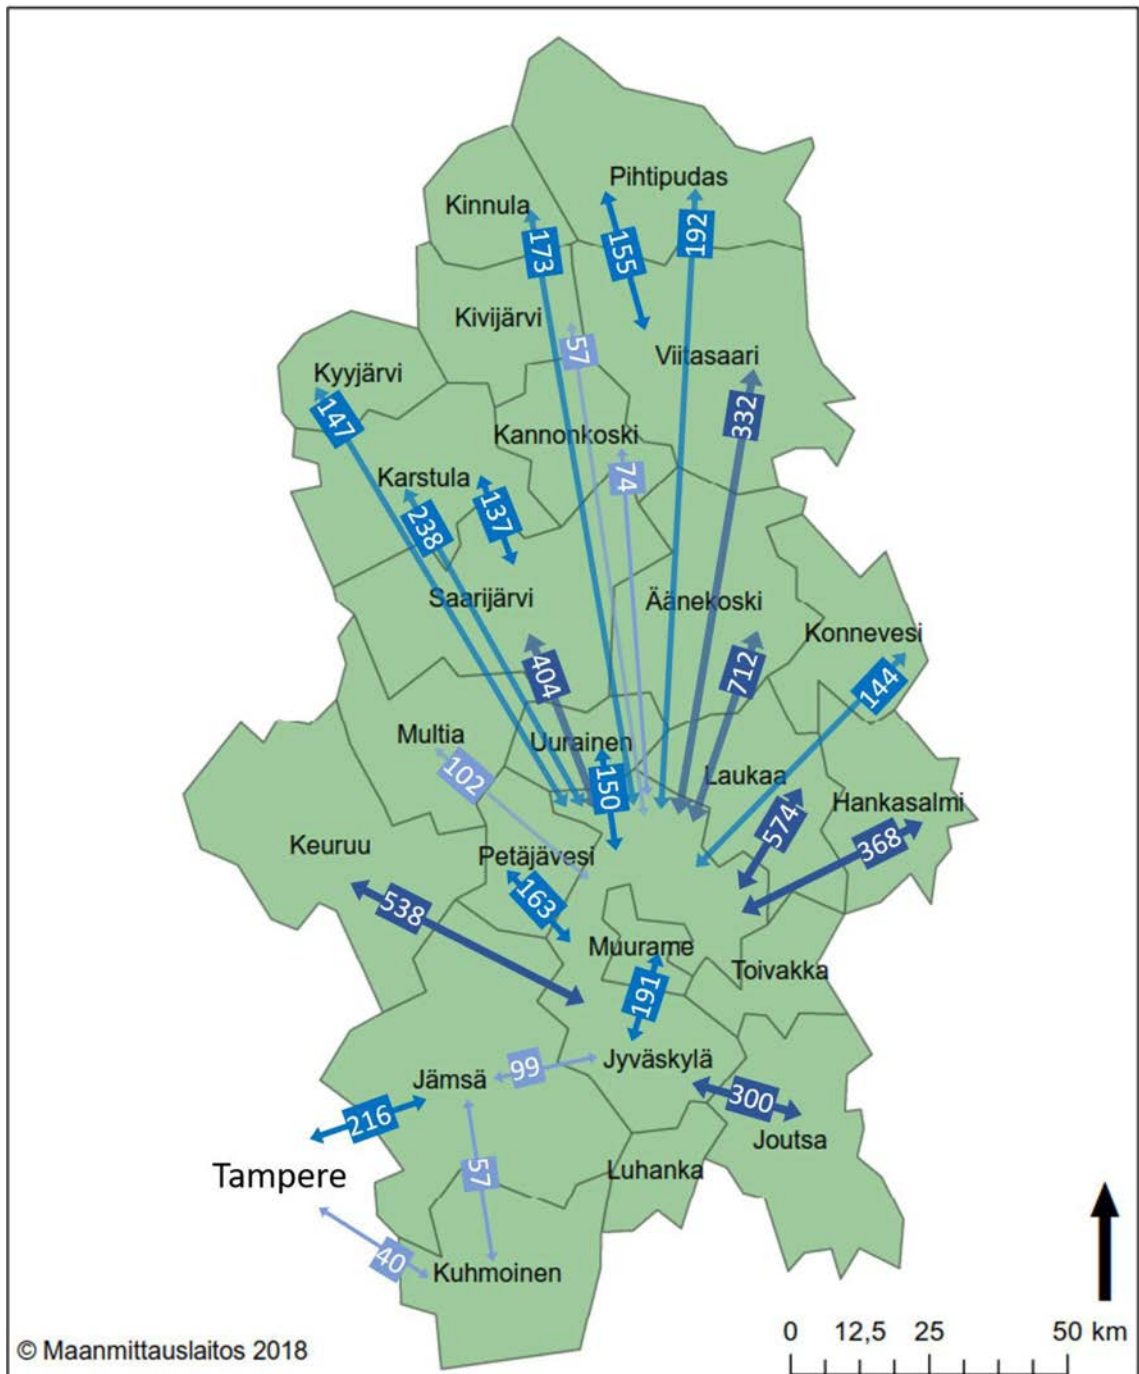 Pihtipudas
Kinnula
192
173
155
Kivijärvi
57
Viitasaari
Kyyjärvi
147
332
Kannonkoski
74
Karstula
137
238
Saarijärvi
Äänekoski
Konnevesi
404
712
144
Multia
Uurainen
102
150
Laukaa
574
Hankasalmi
368
Keuruu
Petäjävesi
163
538
Muurame
191
Toivakka
Jyväskylä
99
Jämsä
300
216
Joutsa
Tampere
57
Luhanka
40
Kuhmoinen
0 12,5 25 50 km
© Maanmittauslaitos 2018